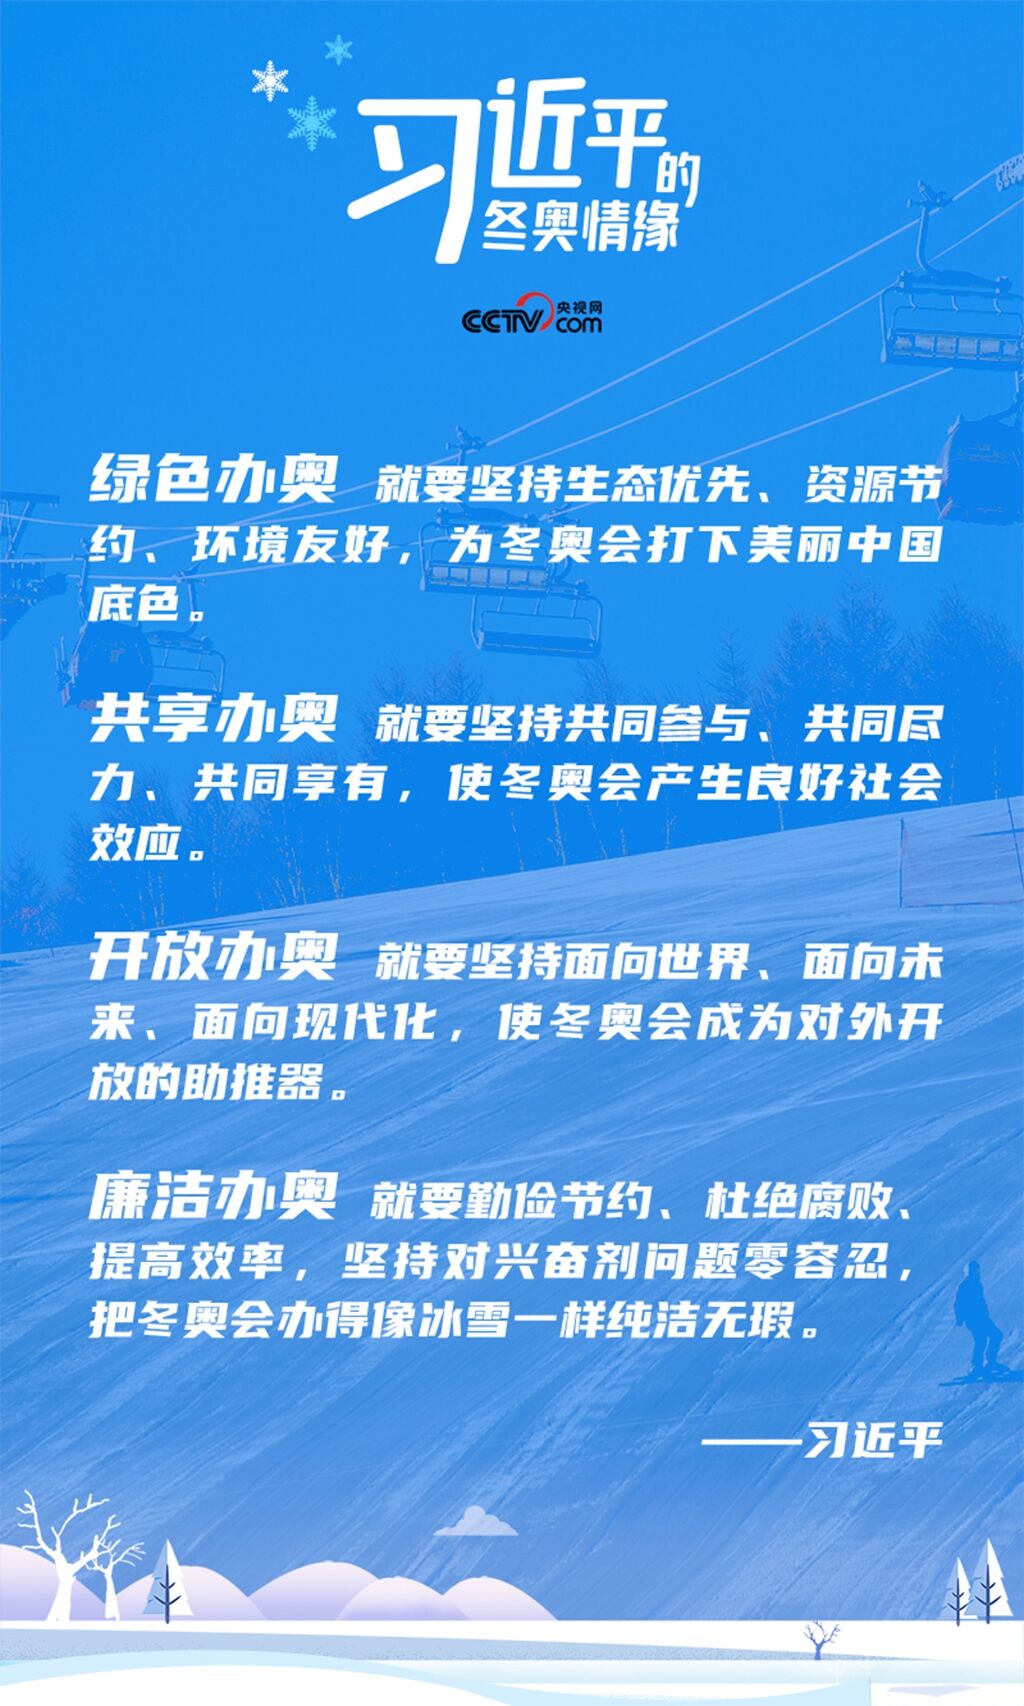 习近平的
冬奥情缘
CCTV 央视网
com
绿色办奥 就要坚持生态优先、资源节
约、环境友好，为冬奥会打下美丽中国
底色。
共享办奥 就要坚持共同参与、共同尽
力、共同享有，使冬奥会产生良好社会
效应。
开放办奥 就要坚持面向世界、面向未
来、面向现代化，使冬奥会成为对外开
放的助推器。
廉洁办奥 就要勤俭节约、杜绝腐败、
提高效率，坚持对兴奋剂问题零容忍，
把冬奥会办得像冰雪一样纯洁无瑕。
——习近平